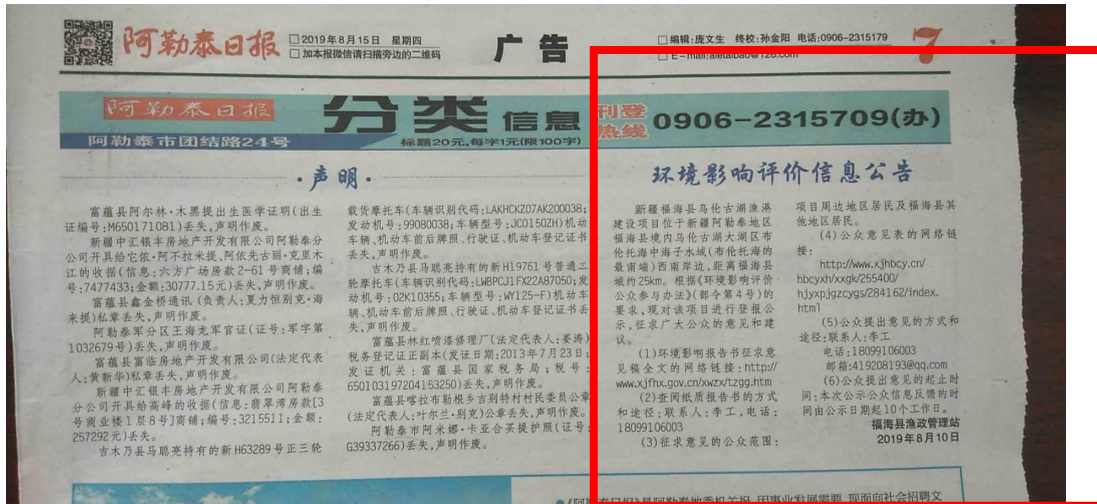 阿勒泰日报
□2019年8月15日 星期四
□加本报微信请扫描旁边的二维码
广告
□编辑:庞文生 终校:孙金阳 电话:0906-2315179
□E-mail:aletaibao@126.com
7
阿勒泰日报
阿勒泰市团结路24号
分类信息
标题20元,每字1元(限100字)
刊登
热线
0906-2315709(办)
·声明·
富蕴县阿尔林·木黑提出生医学证明(出生
证编号:M650171081)丢失,声明作废。
新疆中汇银丰房地产开发有限公司阿勒泰分
公司开具给它依·阿不拉米提、阿依先古丽·克里木
江的收据(信息:六方广场房款2-61号商铺;编
号:7477433;金额:30777.15元)丢失,声明作废。
富蕴县鑫金桥通讯(负责人:夏力恒别克·海
来提)私章丢失,声明作废。
阿勒泰军分区王海龙军官证(证号:军字第
1032679号)丢失,声明作废。
富蕴县富临房地产开发有限公司(法定代表
人:黄新华)私章丢失,声明作废。
新疆中汇银丰房地产开发有限公司阿勒泰
分公司开具给高峰的收据(信息:翡翠湾房款[3
号商业楼1层8号]商铺;编号:3215511;金额:
257292元)丢失。
吉木乃县马聪亮持有的新H63289号正三轮
载货摩托车(车辆识别代码:LAKHCKZ07AK200038;
发动机号:99080038;车辆型号:JC0150ZH)机动
车辆、机动车前后牌照、行驶证、机动车登记证书
丢失,声明作废。
吉木乃县马聪亮持有的新H19761号普通二
轮摩托车(车辆识别代号:LWBPCJ1FX22A87050;发
动机号:02K10355;车辆型号:WY125-F)机动车
辆、机动车前后牌照、行驶证、机动车登记证书丢
失,声明作废。
富蕴县林红喷漆修理厂(法定代表人:姜涛)
税务登记证正副本(发证日期:2013年7月23日;
发证机关:富蕴县国家税务局;税号:
650103197204153250)丢失,声明作废。
富蕴县喀拉布勒根乡吉别特村村民委员公章
(法定代表人:叶尔兰·别克)公章丢失,声明作废。
阿勒泰市阿米娜·卡亚合买提护照(证号:
G39337266)丢失,声明作废。
环境影响评价信息公告
新疆福海县乌伦古湖渔港
建设项目位于新疆阿勒泰地区
福海县境内乌伦古湖大湖区布
伦托海中海子水域(布伦托海的
最南端)西南岸边,距离福海县
城约25km。根据《环境影响评价
公众参与办法》(部令第4号)的
要求,现对该项目进行登报公
示,征求广大公众的意见和建
议。
(1)环境影响报告书征求意
见稿全文的网络链接:http://
www.xjfhx.gov.cn/xwzx/tzgg.htm
(2)查阅纸质报告书的方式
和途径:联系人:李工,电话:
18099106003
(3)征求意见的公众范围:
项目周边地区居民及福海县其
他地区居民。
(4)公众意见表的网络链
接:
http://www.xjhbcy.cn/
hbcyxh/xxgk/255400/
hjyxpjgzcygs/284162/index.
html
(5)公众提出意见的方式和
途径:联系人:李工
电话:18099106003
邮箱:419208193@qq.com
(6)公众提出意见的起止时
间:本次公示公众信息反馈的时
间由公示日期起10个工作日。
福海县渔政管理站
2019年8月10日
《阿勒泰日报》是阿勒泰地委机关报,因事业发展需要,现面向社会招聘文